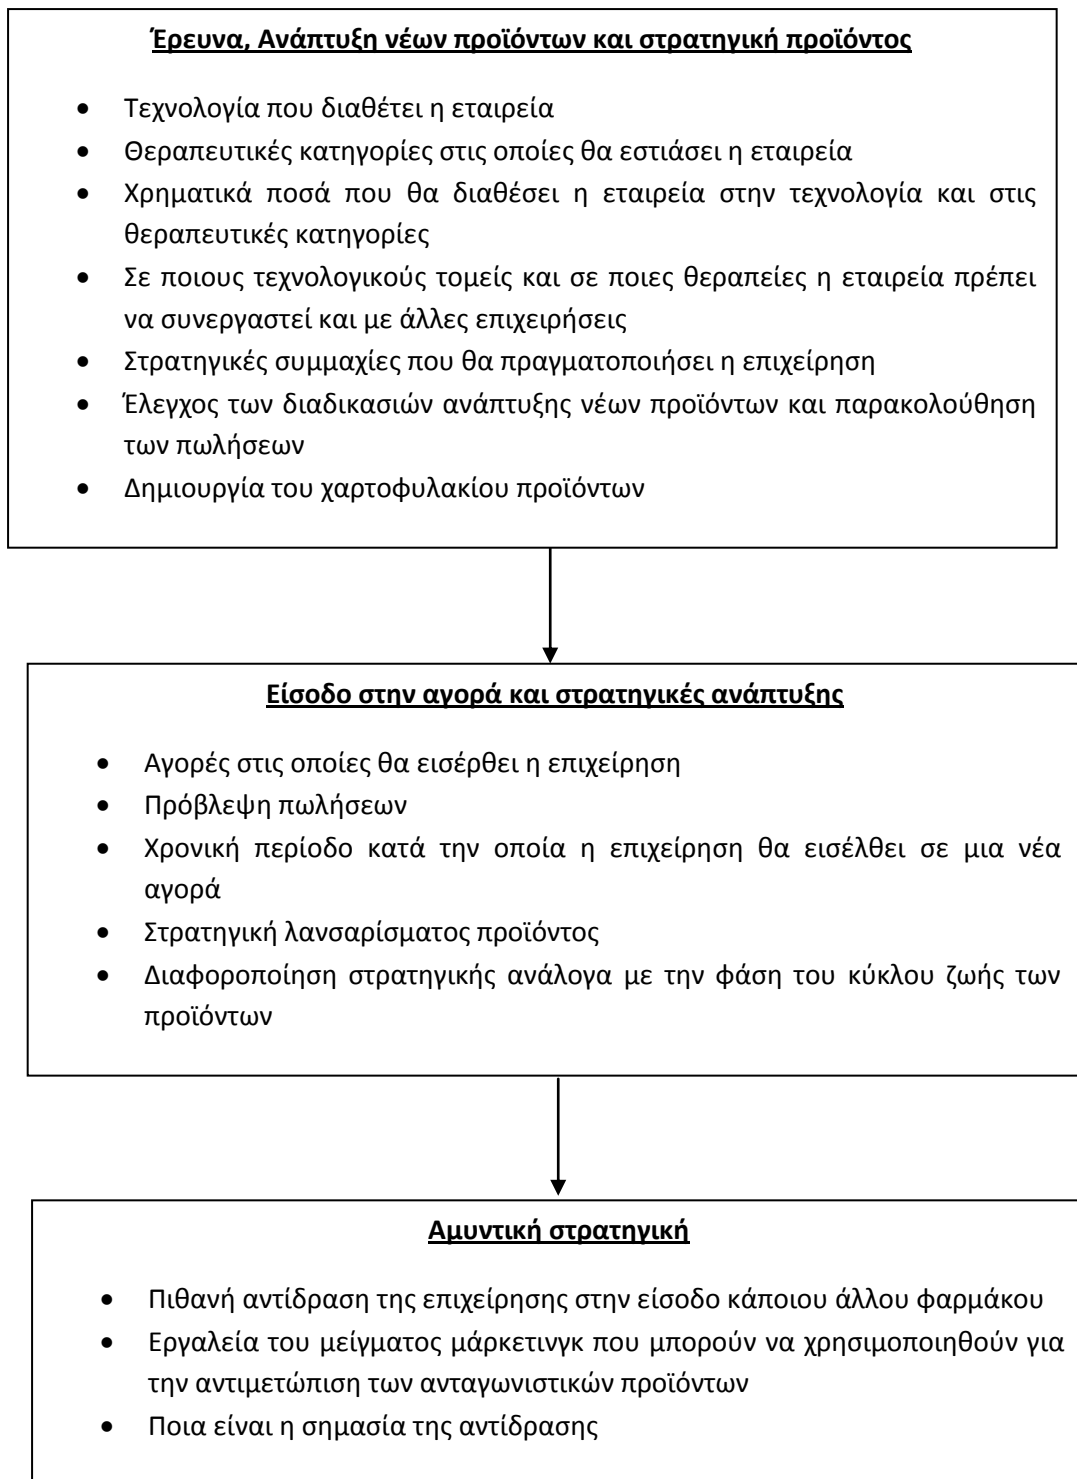 Έρευνα, Ανάπτυξη νέων προϊόντων και στρατηγική προϊόντος
• Τεχνολογία που διαθέτει η εταιρεία
• Θεραπευτικές κατηγορίες στις οποίες θα εστιάσει η εταιρεία
• Χρηματικά ποσά που θα διαθέσει η εταιρεία στην τεχνολογία και στις
θεραπευτικές κατηγορίες
• Σε ποιους τεχνολογικούς τομείς και σε ποιες θεραπείες η εταιρεία πρέπει
να συνεργαστεί και με άλλες επιχειρήσεις
• Στρατηγικές συμμαχίες που θα πραγματοποιήσει η επιχείρηση
• Έλεγχος των διαδικασιών ανάπτυξης νέων προϊόντων και παρακολούθηση
των πωλήσεων
• Δημιουργία του χαρτοφυλακίου προϊόντων
Είσοδο στην αγορά και στρατηγικές ανάπτυξης
• Αγορές στις οποίες θα εισέρθει η επιχείρηση
• Πρόβλεψη πωλήσεων
• Χρονική περίοδο κατά την οποία η επιχείρηση θα εισέλθει σε μια νέα
αγορά
• Στρατηγική λανσαρίσματος προϊόντος
• Διαφοροποίηση στρατηγικής ανάλογα με την φάση του κύκλου ζωής των
προϊόντων
Αμυντική στρατηγική
• Πιθανή αντίδραση της επιχείρησης στην είσοδο κάποιου άλλου φαρμάκου
• Εργαλεία του μείγματος μάρκετινγκ που μπορούν να χρησιμοποιηθούν για
την αντιμετώπιση των ανταγωνιστικών προϊόντων
• Ποια είναι η σημασία της αντίδρασης